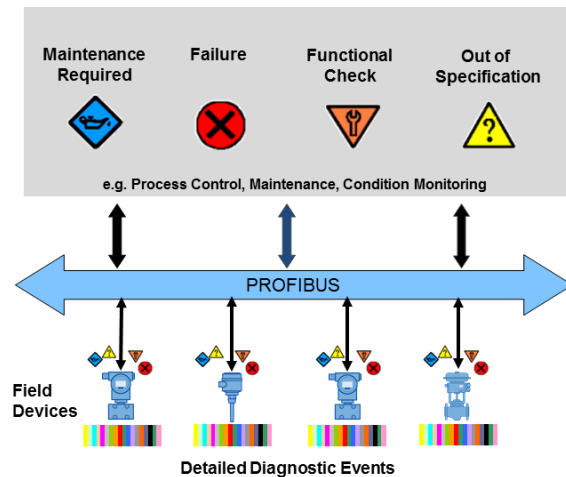 Maintenance
Required
Failure
Functional
Check
Out of
Specification
?
e.g. Process Control, Maintenance, Condition Monitoring
PROFIBUS
Field
Devices
Detailed Diagnostic Events